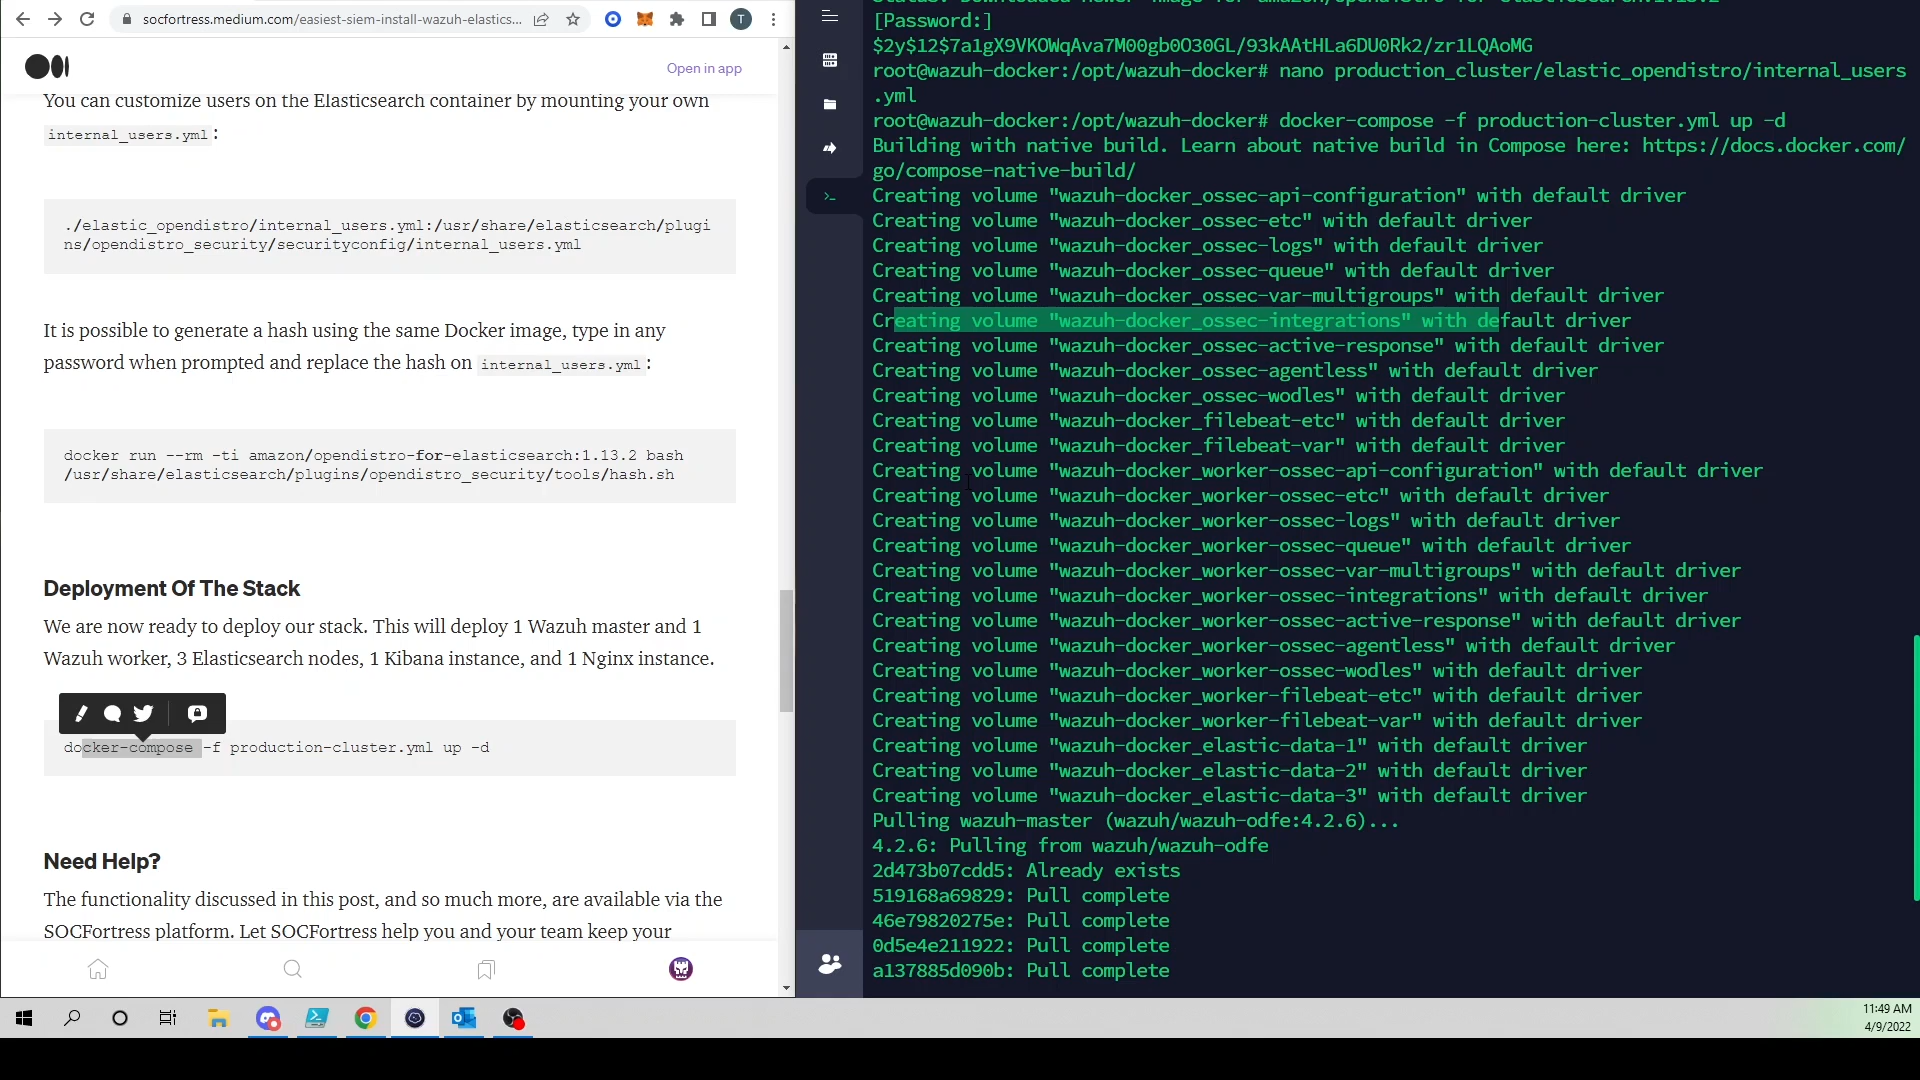 socfortress.medium.com/easiest-siem-install-wazuh-elastics...
T
Open in app
You can customize users on the Elasticsearch container by mounting your own
internal_users.yml:
./elastic_opendistro/internal_users.yml:/usr/share/elasticsearch/plugi
ns/opendistro_security/securityconfig/internal_users.yml
It is possible to generate a hash using the same Docker image, type in any
password when prompted and replace the hash on internal_users.yml:
docker run --rm -ti amazon/opendistro-for-elasticsearch:1.13.2 bash
/usr/share/elasticsearch/plugins/opendistro_security/tools/hash.sh
Deployment Of The Stack
We are now ready to deploy our stack. This will deploy 1 Wazuh master and 1
Wazuh worker, 3 Elasticsearch nodes, 1 Kibana instance, and 1 Nginx instance.
docker-compose -f production-cluster.yml up -d
Need Help?
The functionality discussed in this post, and so much more, are available via the
SOCFortress platform. Let SOCFortress help you and your team keep your
[Password:]
$2y$12$7a1gX9VKOWqAva7M00gb0O30GL/93kAAtHLa6DU0Rk2/zr1LQAoMG
root@wazuh-docker:/opt/wazuh-docker# nano production_cluster/elastic_opendistro/internal_users
.yml
root@wazuh-docker:/opt/wazuh-docker# docker-compose -f production-cluster.yml up -d
Building with native build. Learn about native build in Compose here: https://docs.docker.com/
go/compose-native-build/
Creating volume "wazuh-docker_ossec-api-configuration" with default driver
Creating volume "wazuh-docker_ossec-etc" with default driver
Creating volume "wazuh-docker_ossec-logs" with default driver
Creating volume "wazuh-docker_ossec-queue" with default driver
Creating volume "wazuh-docker_ossec-var-multigroups" with default driver
Creating volume "wazuh-docker_ossec-integrations" with default driver
Creating volume "wazuh-docker_ossec-active-response" with default driver
Creating volume "wazuh-docker_ossec-agentless" with default driver
Creating volume "wazuh-docker_ossec-wodles" with default driver
Creating volume "wazuh-docker_filebeat-etc" with default driver
Creating volume "wazuh-docker_filebeat-var" with default driver
Creating volume "wazuh-docker_worker-ossec-api-configuration" with default driver
Creating volume "wazuh-docker_worker-ossec-etc" with default driver
Creating volume "wazuh-docker_worker-ossec-logs" with default driver
Creating volume "wazuh-docker_worker-ossec-queue" with default driver
Creating volume "wazuh-docker_worker-ossec-var-multigroups" with default driver
Creating volume "wazuh-docker_worker-ossec-integrations" with default driver
Creating volume "wazuh-docker_worker-ossec-active-response" with default driver
Creating volume "wazuh-docker_worker-ossec-agentless" with default driver
Creating volume "wazuh-docker_worker-ossec-wodles" with default driver
Creating volume "wazuh-docker_worker-filebeat-etc" with default driver
Creating volume "wazuh-docker_worker-filebeat-var" with default driver
Creating volume "wazuh-docker_elastic-data-1" with default driver
Creating volume "wazuh-docker_elastic-data-2" with default driver
Creating volume "wazuh-docker_elastic-data-3" with default driver
Pulling wazuh-master (wazuh/wazuh-odfe:4.2.6)...
4.2.6: Pulling from wazuh/wazuh-odfe
2d473b07cdd5: Already exists
519168a69829: Pull complete
46e79820275e: Pull complete
0d5e4e211922: Pull complete
a137885d090b: Pull complete
11:49 AM
4/9/2022